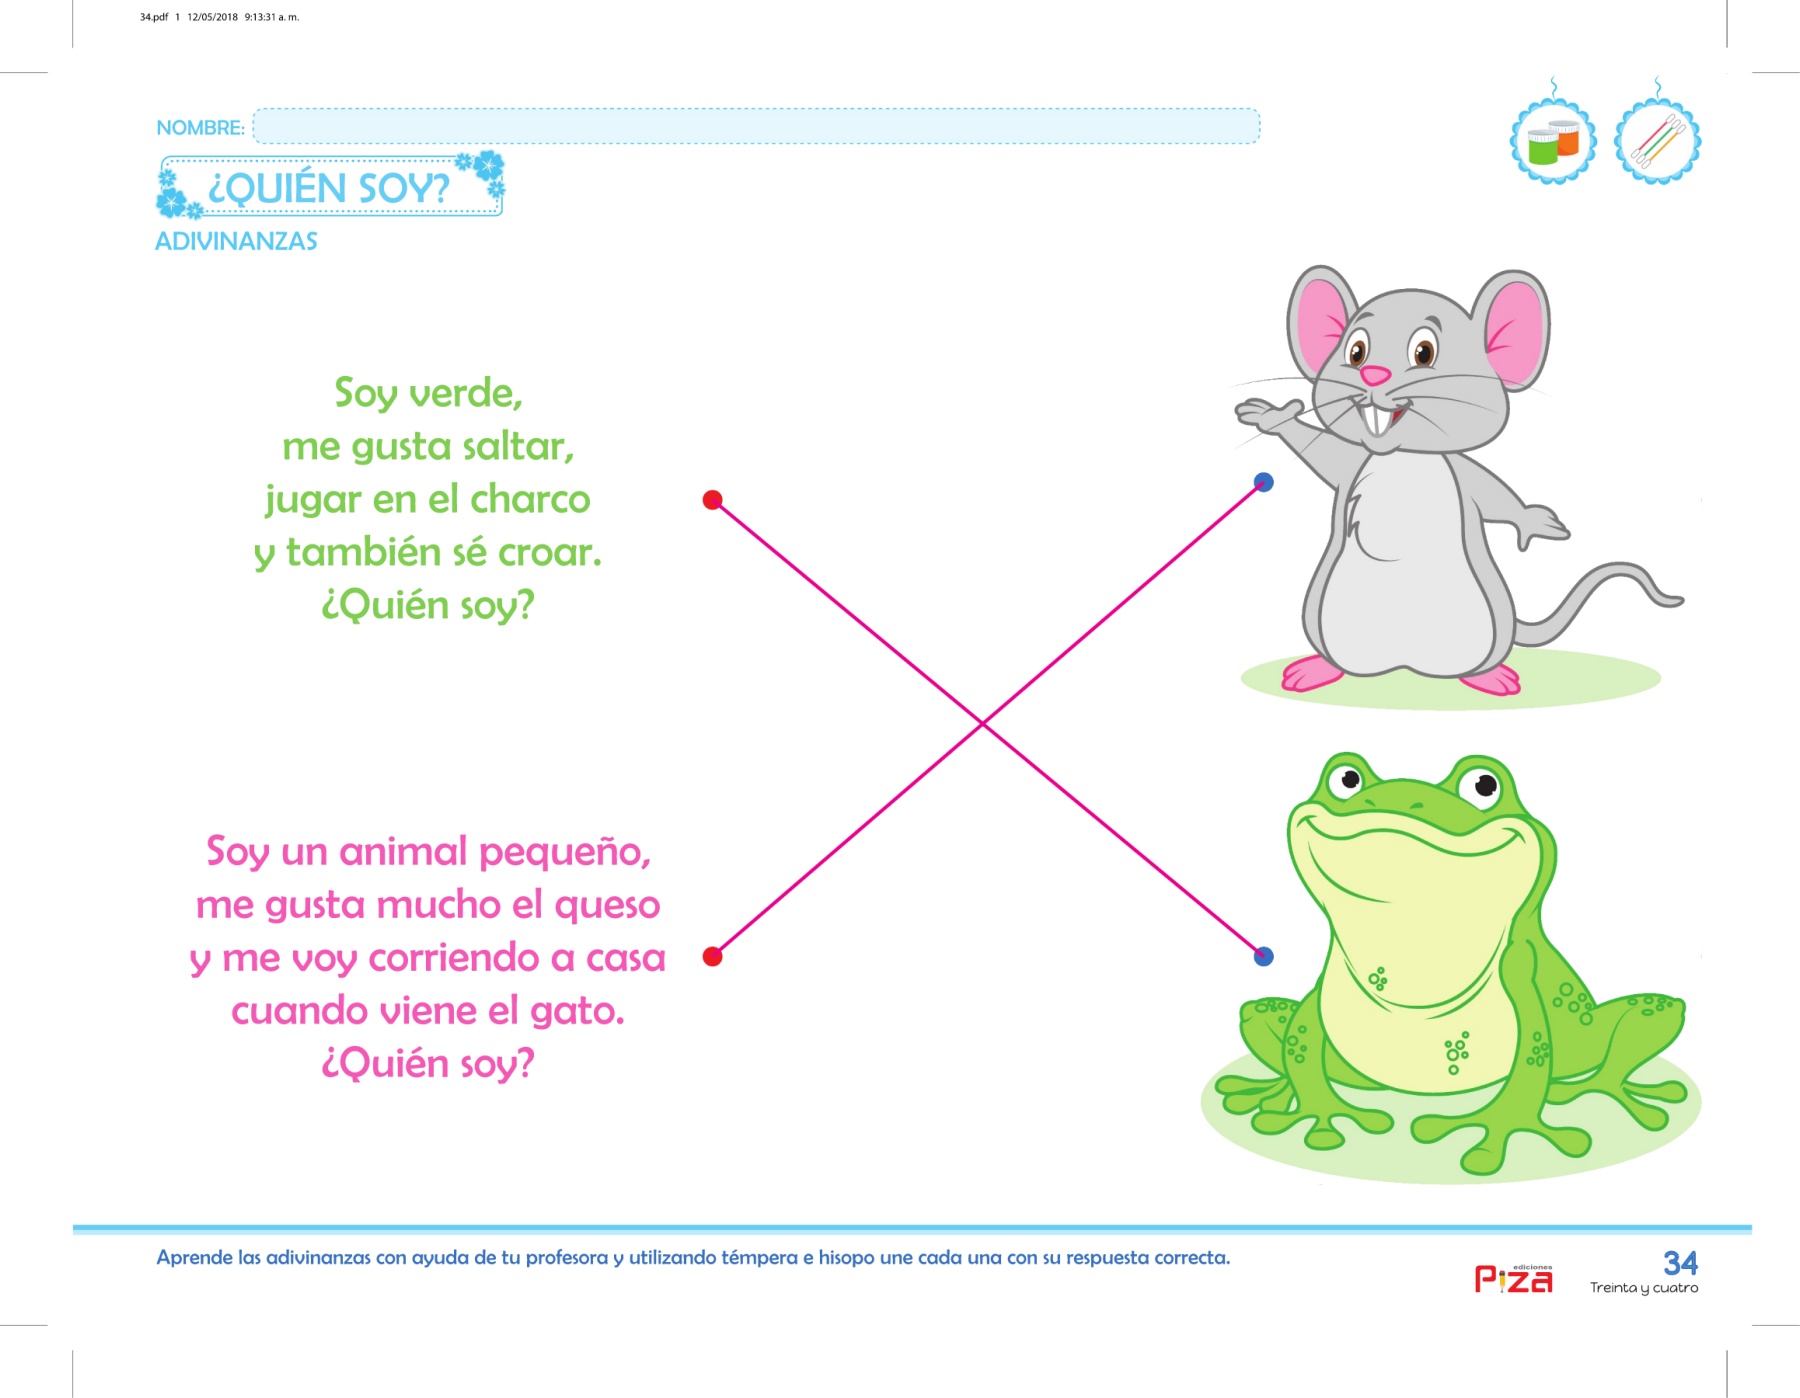 34.pdf 1 12/05/2018 9:13:31 a. m.
NOMBRE:
¿QUIÉN SOY?
ADIVINANZAS
Soy verde,
me gusta saltar,
jugar en el charco
y también sé croar.
¿Quién soy?
Soy un animal pequeño,
me gusta mucho el queso
y me voy corriendo a casa
cuando viene el gato.
¿Quién soy?
Aprende las adivinanzas con ayuda de tu profesora y utilizando témpera e hisopo une cada una con su respuesta correcta.
ediciones
Piza
34
Treinta y cuatro